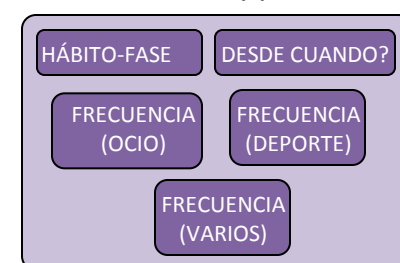 HÁBITO-FASE
DESDE CUANDO?
FRECUENCIA
(OCIO)
FRECUENCIA
(DEPORTE)
FRECUENCIA
(VARIOS)